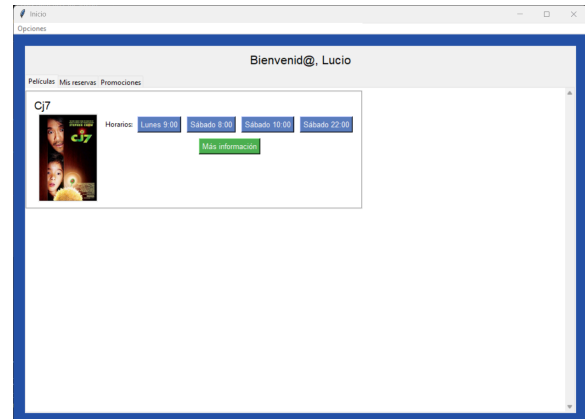 Inicio
Opciones
Bienvenid@, Lucio
Películas Mis reservas Promociones
Cj7
Horarios: Lunes 9:00 Sábado 8:00 Sábado 10:00 Sábado 22:00
Más información
CJ7